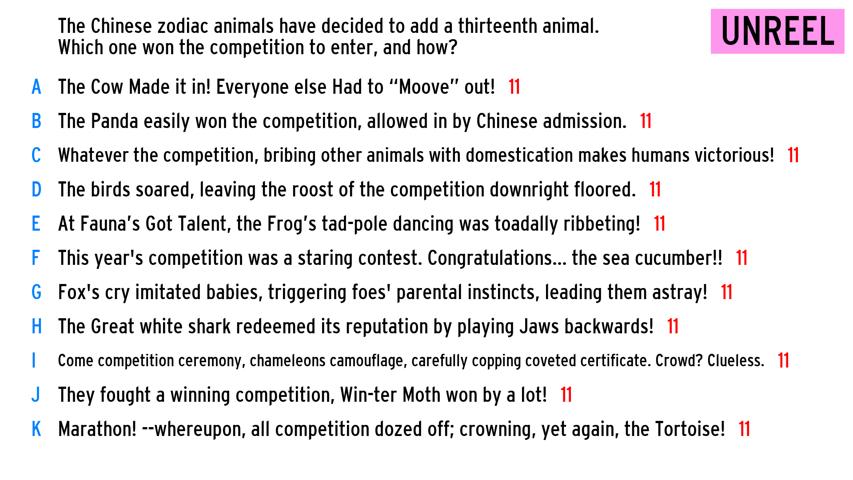 The Chinese zodiac animals have decided to add a thirteenth animal.
Which one won the competition to enter, and how?
UNREEL
A The Cow Made it in! Everyone else Had to “Moove” out! 11
B The Panda easily won the competition, allowed in by Chinese admission. 11
C Whatever the competition, bribing other animals with domestication makes humans victorious! 11
D The birds soared, leaving the roost of the competition downright floored. 11
E At Fauna’s Got Talent, the Frog’s tad-pole dancing was toadally ribbeting! 11
F This year's competition was a staring contest. Congratulations... the sea cucumber!! 11
G Fox's cry imitated babies, triggering foes' parental instincts, leading them astray! 11
H The Great white shark redeemed its reputation by playing Jaws backwards! 11
I Come competition ceremony, chameleons camouflage, carefully copping coveted certificate. Crowd? Clueless. 11
J They fought a winning competition, Win-ter Moth won by a lot! 11
K Marathon! --whereupon, all competition dozed off; crowning, yet again, the Tortoise! 11